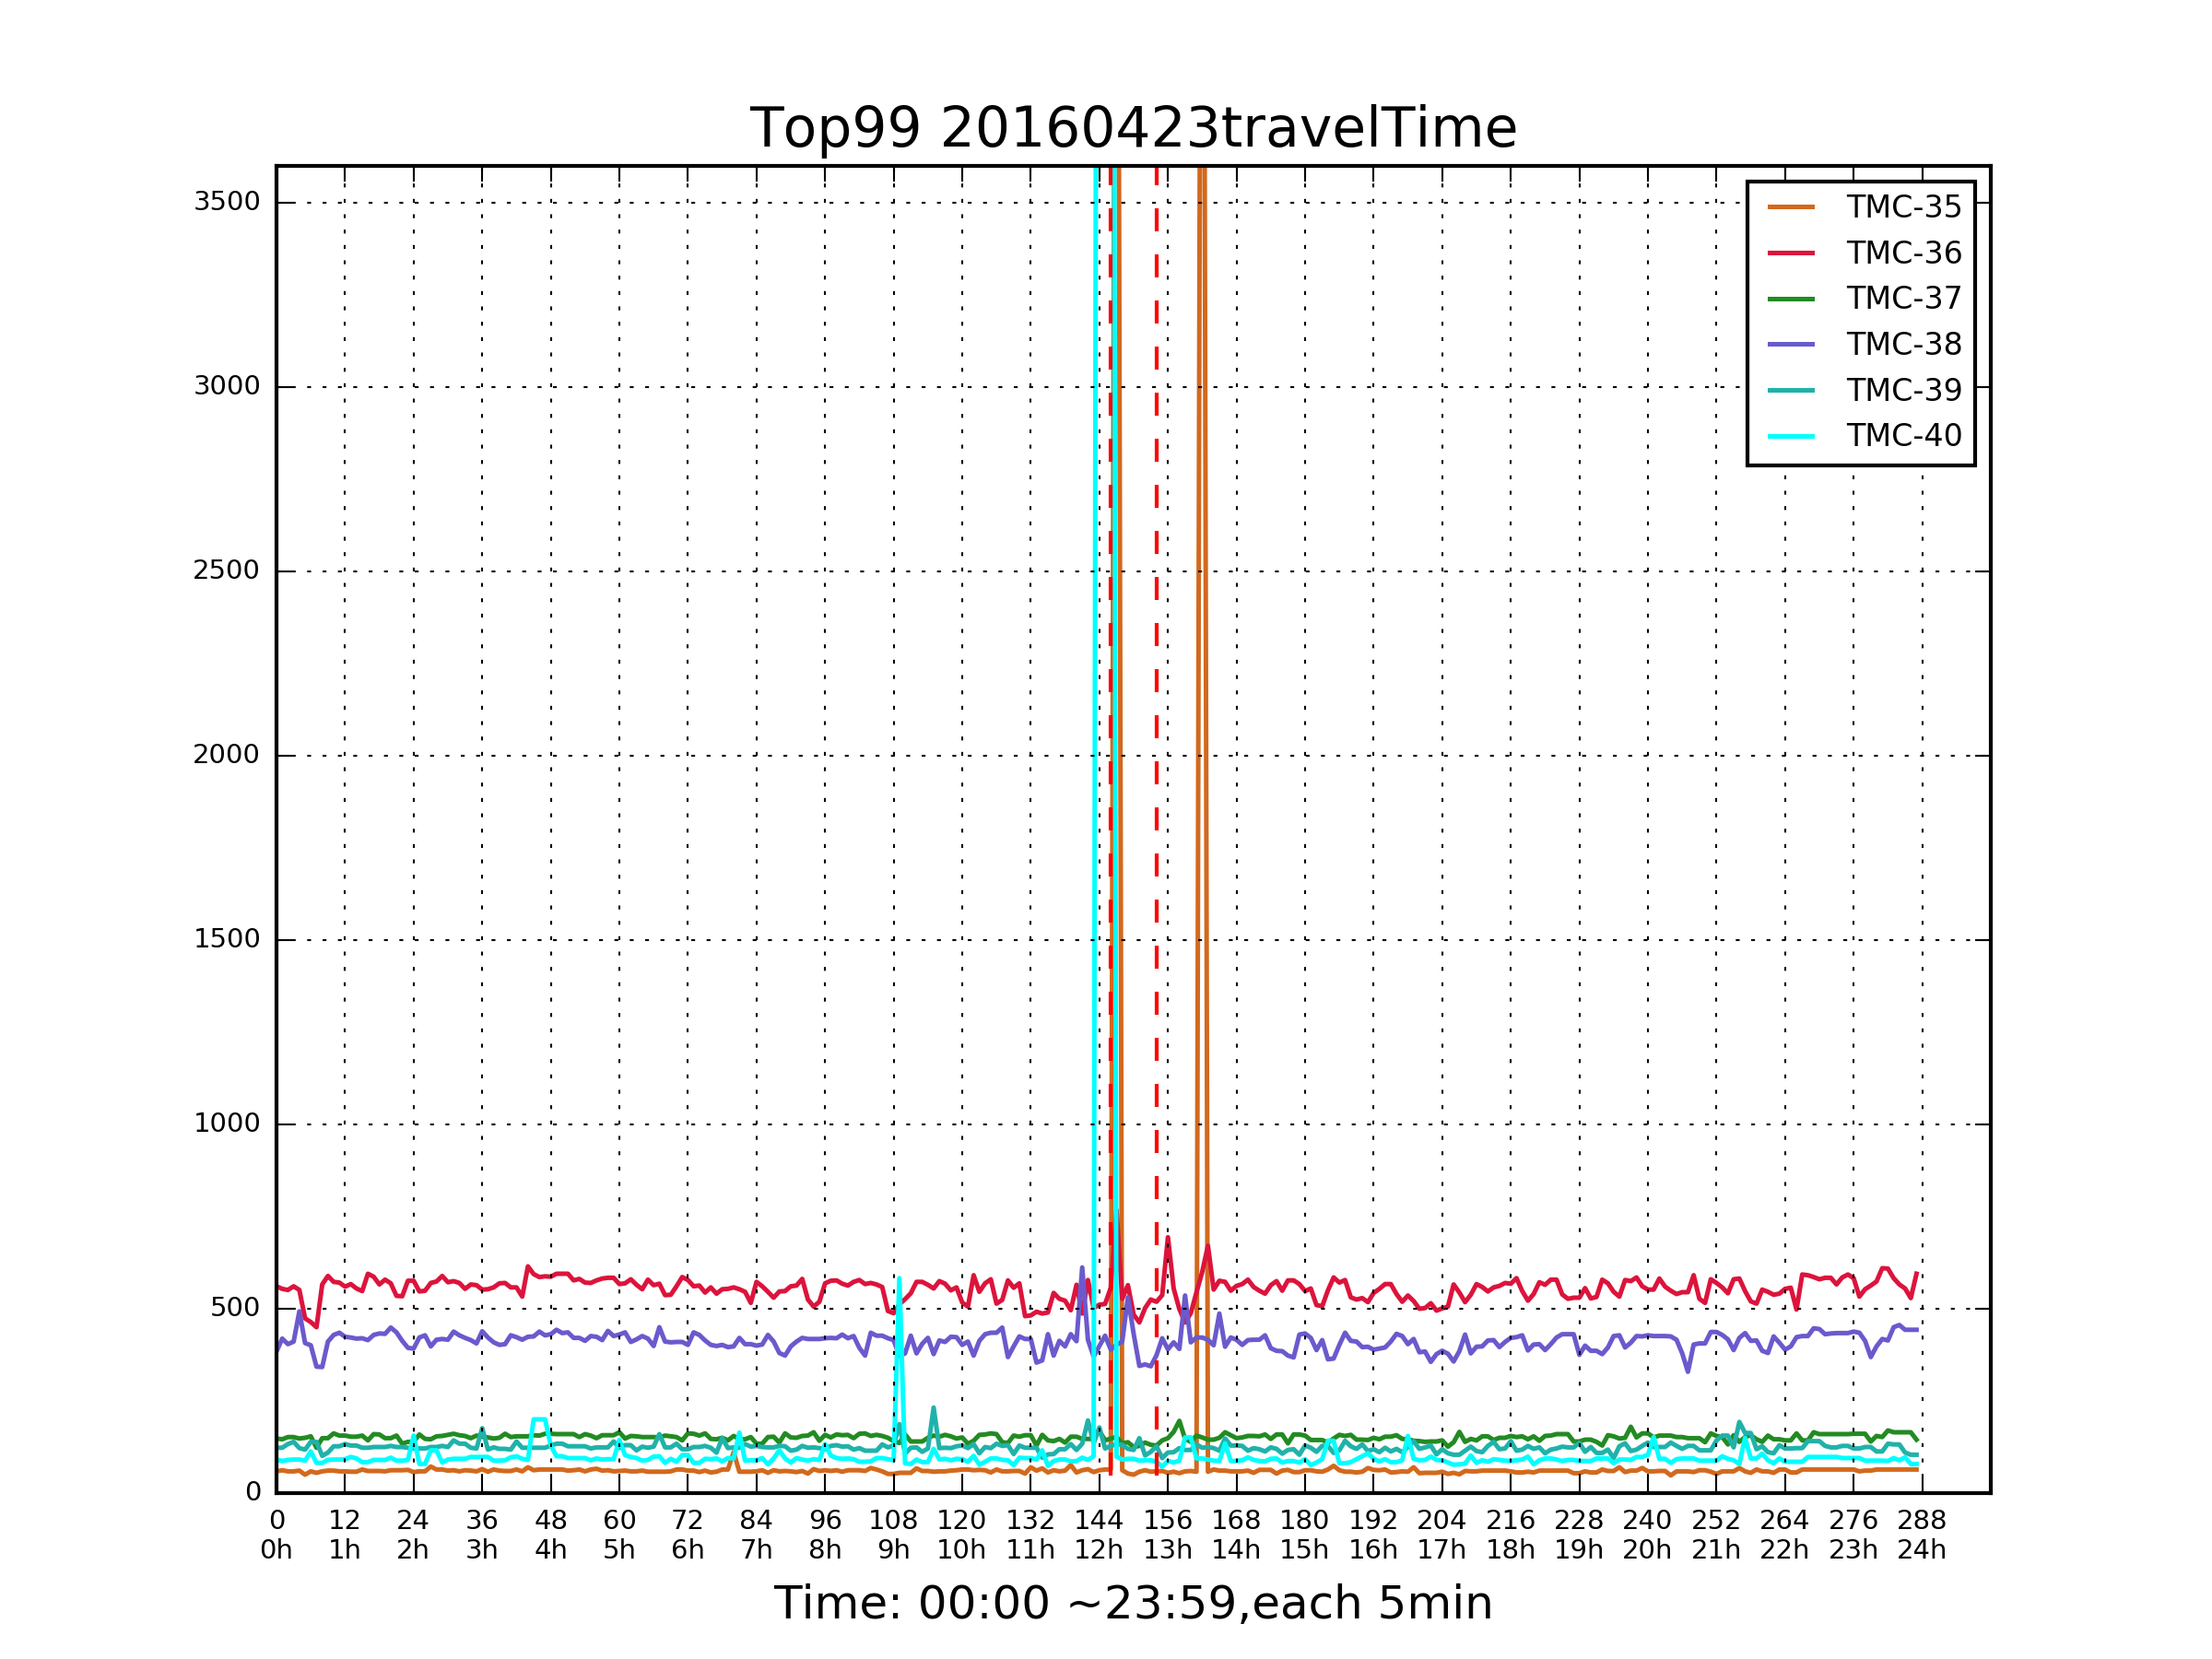 Top99 20160423travelTime
3500
3000
2500
2000
1500
1000
500
0
TMC-35
TMC-36
TMC-37
TMC-38
TMC-39
TMC-40
0 12 24 36 48 60 72 84 96 108 120 132 144 156 168 180 192 204 216 228 240 252 264 276 288
0h 1h 2h 3h 4h 5h 6h 7h 8h 9h 10h 11h 12h 13h 14h 15h 16h 17h 18h 19h 20h 21h 22h 23h 24h
Time: 00:00 ~23:59,each 5min